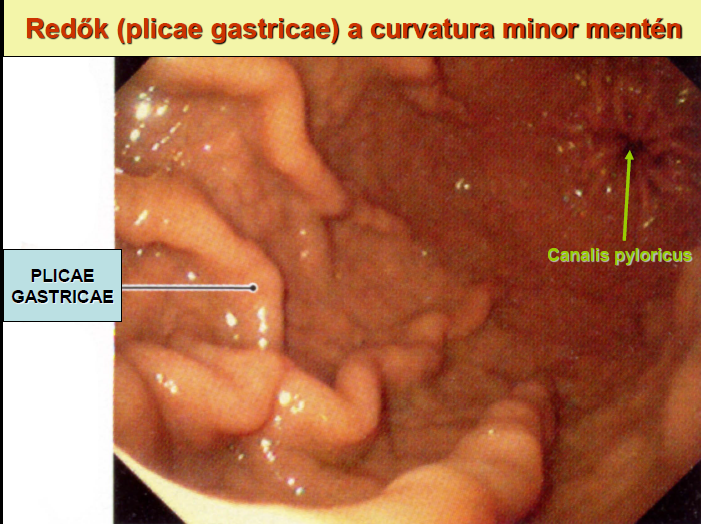 Redők (plicae gastricae) a curvatura minor mentén
Canalis pyloricus
PLICAE
GASTRICAE